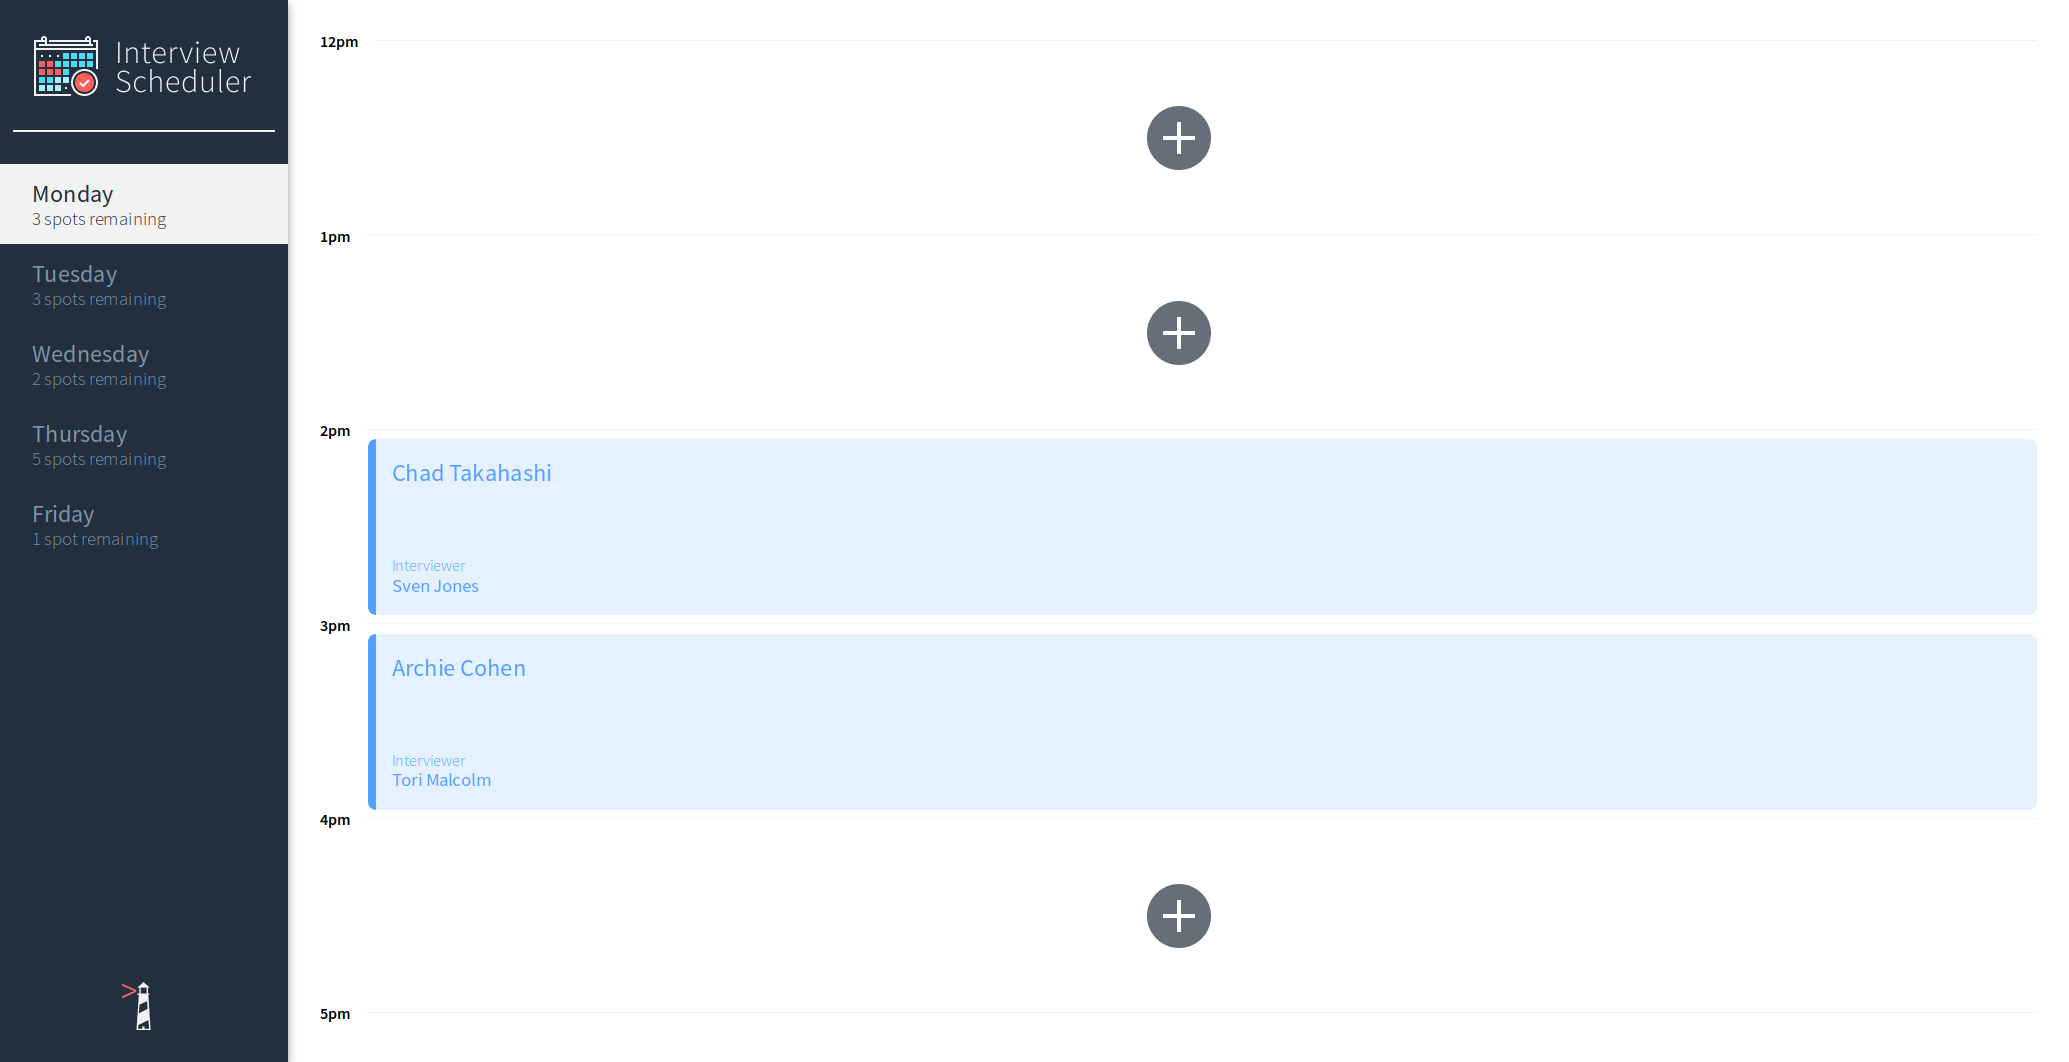 Interview
Scheduler
Monday
3 spots remaining
Tuesday
3 spots remaining
Wednesday
2 spots remaining
Thursday
5 spots remaining
Friday
1 spot remaining
12pm
1pm
2pm
Chad Takahashi
Interviewer
Sven Jones
3pm
Archie Cohen
Interviewer
Tori Malcolm
4pm
5pm